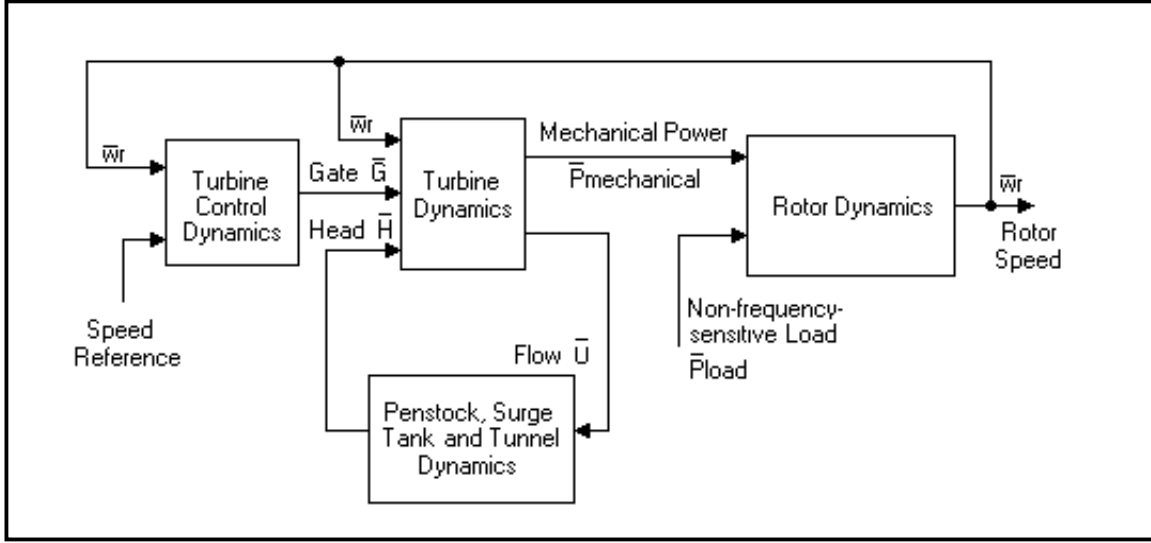 w̅r
w̅r
Turbine
Control
Dynamics
Gate G̅
Head H̅
Turbine
Dynamics
Mechanical Power
P̅mechanical
Rotor Dynamics
w̅r
Rotor
Speed
Speed
Reference
Non-frequency-
sensitive Load
P̅load
Flow U̅
Penstock, Surge
Tank and Tunnel
Dynamics